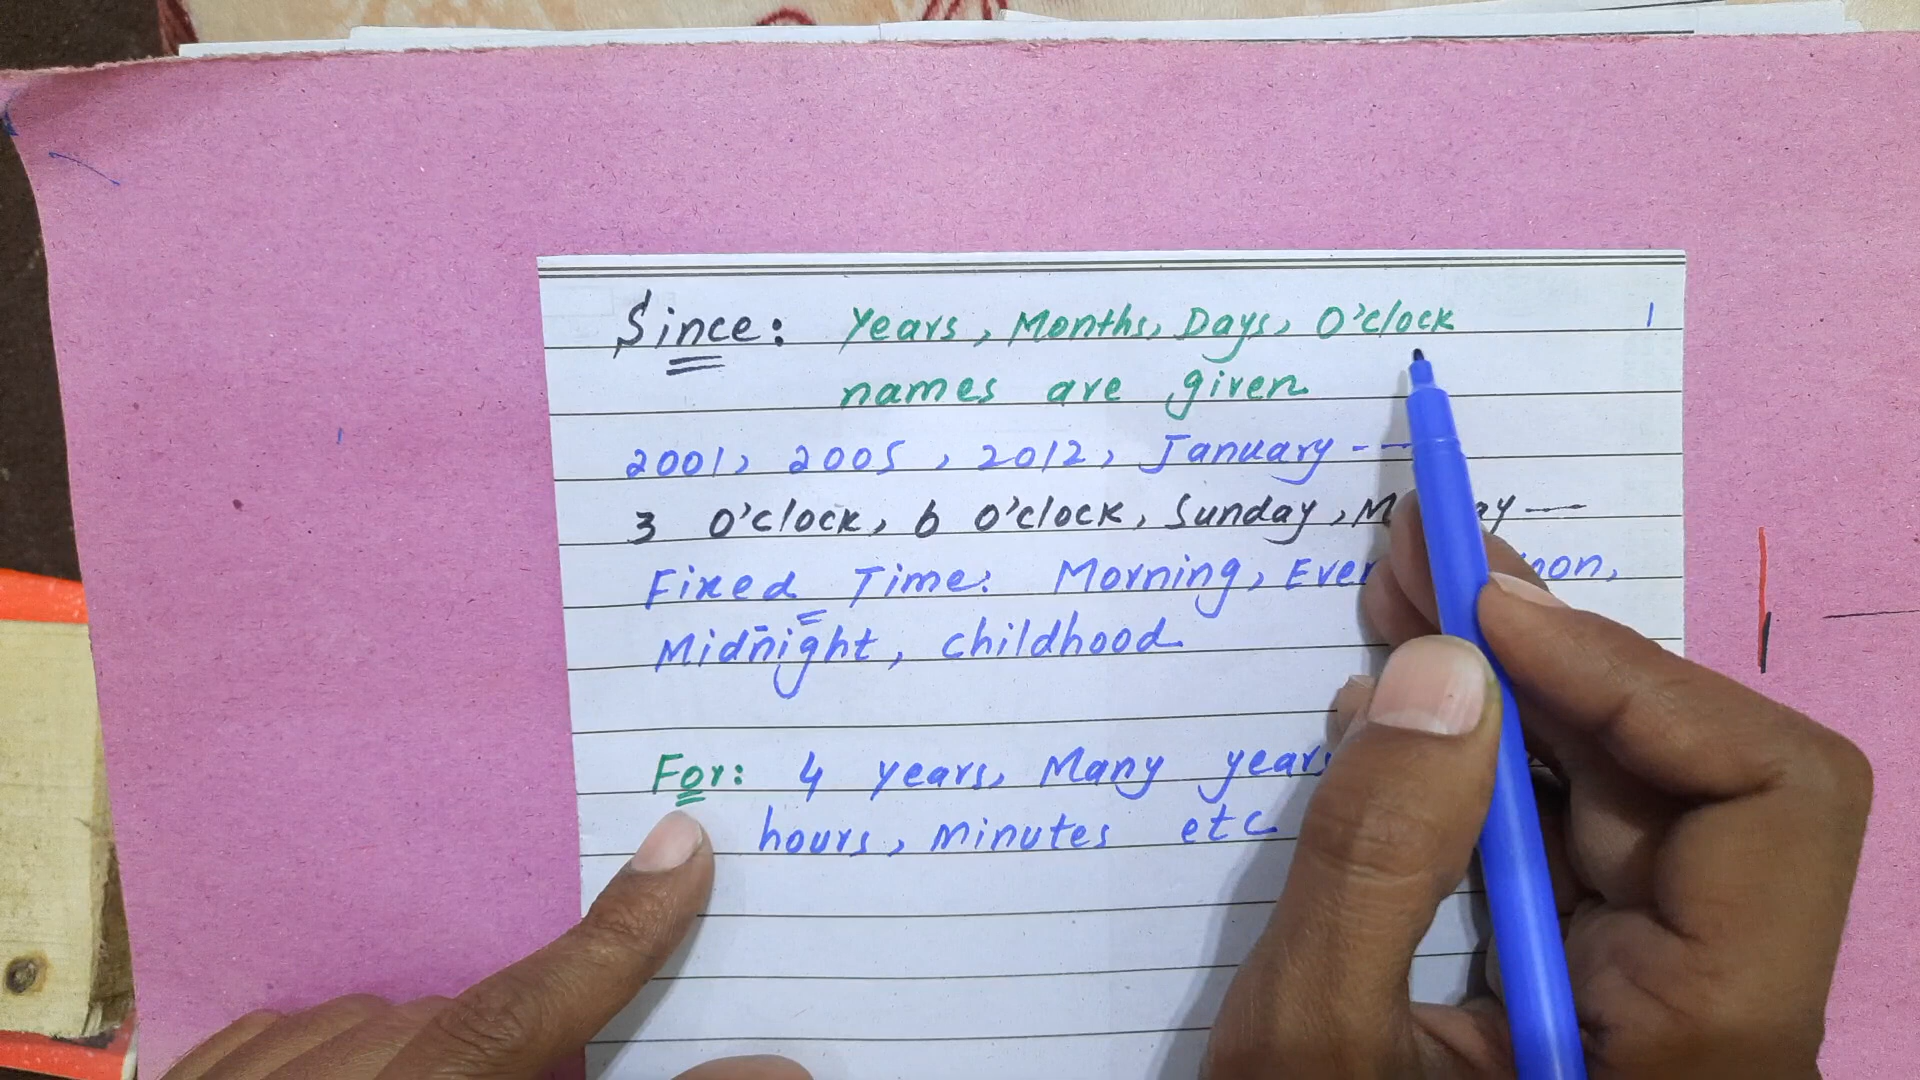 Since: Years, Months, Days, O'clock
names are given
2001, 2005, 2012, January ---
3 O'clock, 6 O'clock, Sunday, —
Fixed Time: Morning,
Midnight, childhood
For: 4 years, Many years
hours, minutes etc